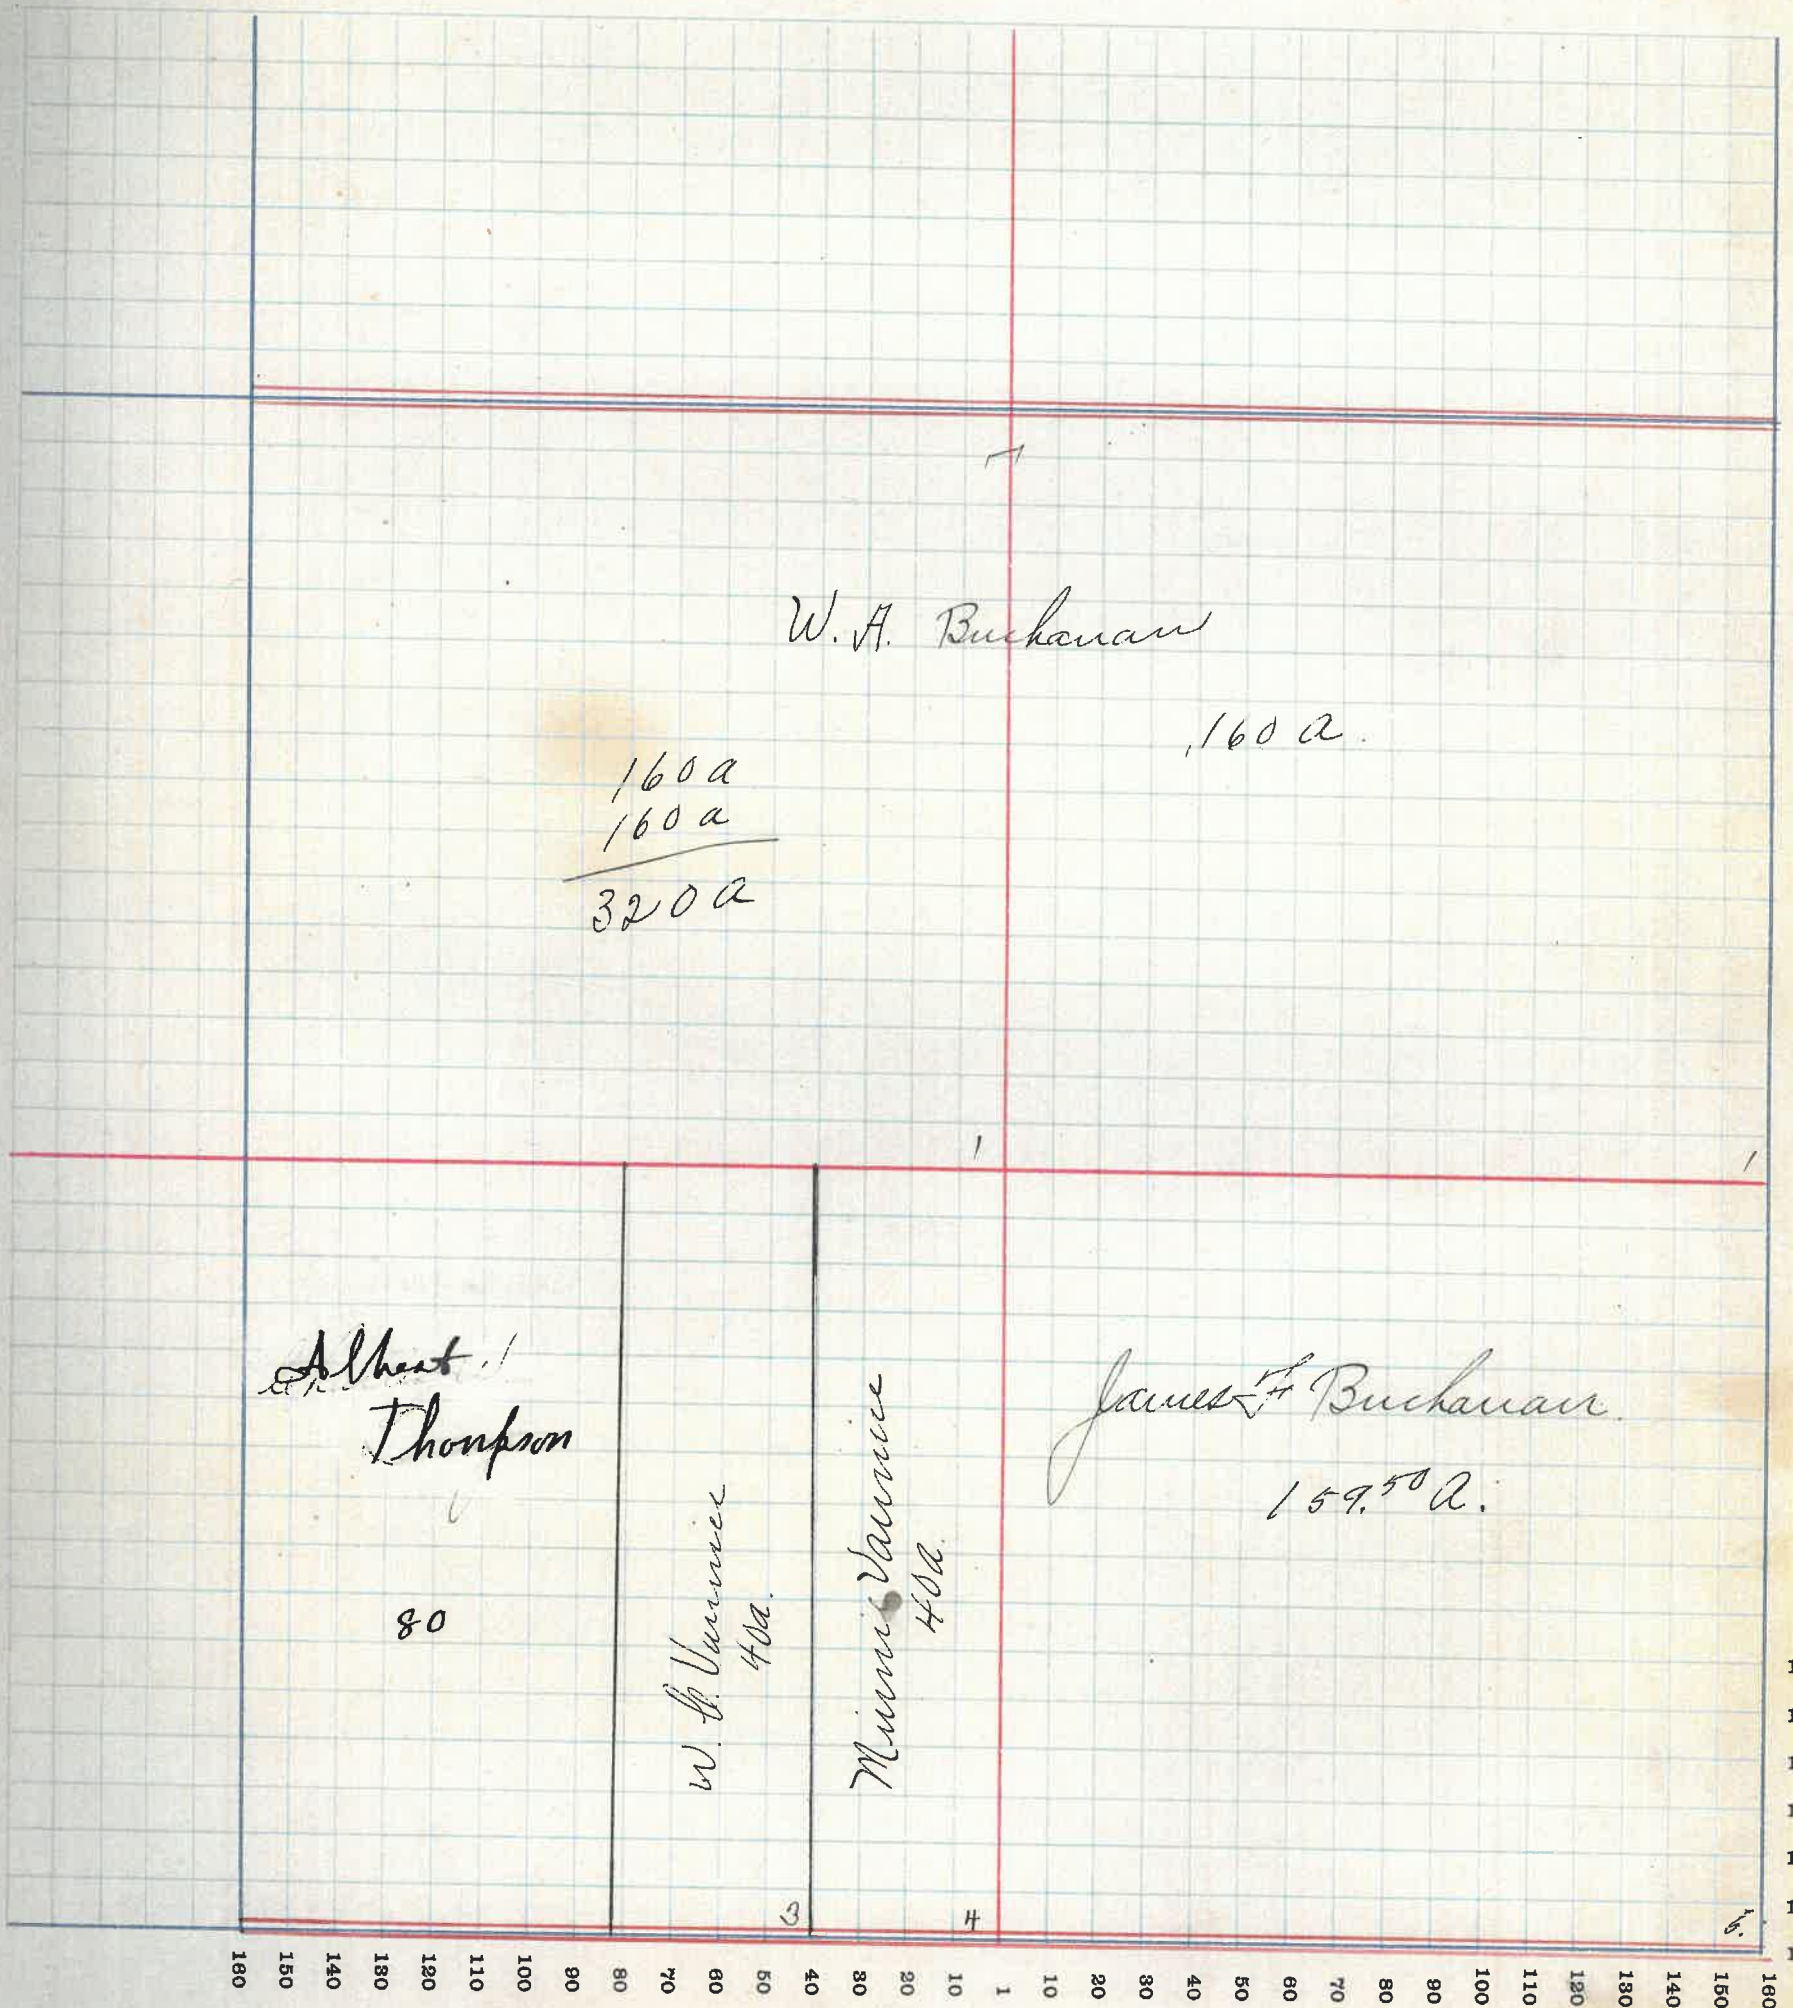 W. A. Buchanan
160 a.
160 a
160 a
320 a
1
1
Albert
Thompson
80
W. Vannice
40a.
Minnie Vannice
40a.
James F Buchanan.
159.50 a.
3
4
160 150 140 130 120 110 100 90 80 70 60 50 40 30 20 10 1 10 20 30 40 50 60 70 80 90 100 110 120 130 140 150 160